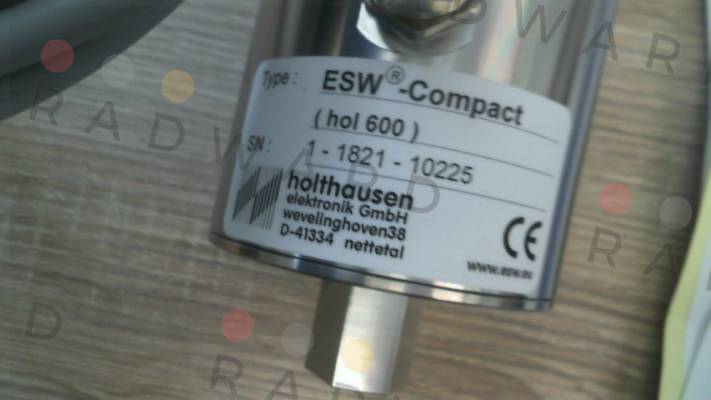 Type : ESW®-Compact
( hol 600 )
SN : 1 - 1821 - 10225
holthausen
elektronik GmbH
wevelinghoven38
D-41334 nettetal
CE
www.esw.eu
RADWARD
RADWARD